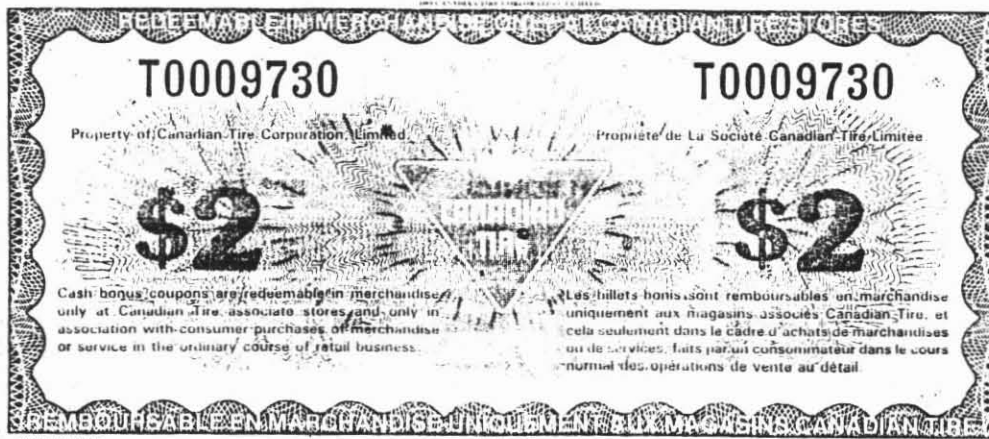 REDEEMABLE IN MERCHANDISE ONLY AT CANADIAN TIRE STORES
T0009730
T0009730
Property of Canadian Tire Corporation, Limited
Propriété de La Société Canadian Tire Limitée
$2
CANADIAN
TIRE
$2
Cash bonus coupons are redeemable in merchandise
only at Canadian Tire associate stores and only in
association with consumer purchases of merchandise
or service in the ordinary course of retail business.
Les billets bonis sont remboursables en marchandise
uniquement aux magasins associés Canadian Tire, et
cela seulement dans le cadre d'achats de marchandises
ou de services, faits par un consommateur dans le cours
normal des opérations de vente au détail.
REMBOURSABLE EN MARCHANDISE UNIQUEMENT AUX MAGASINS CANADIAN TIRE